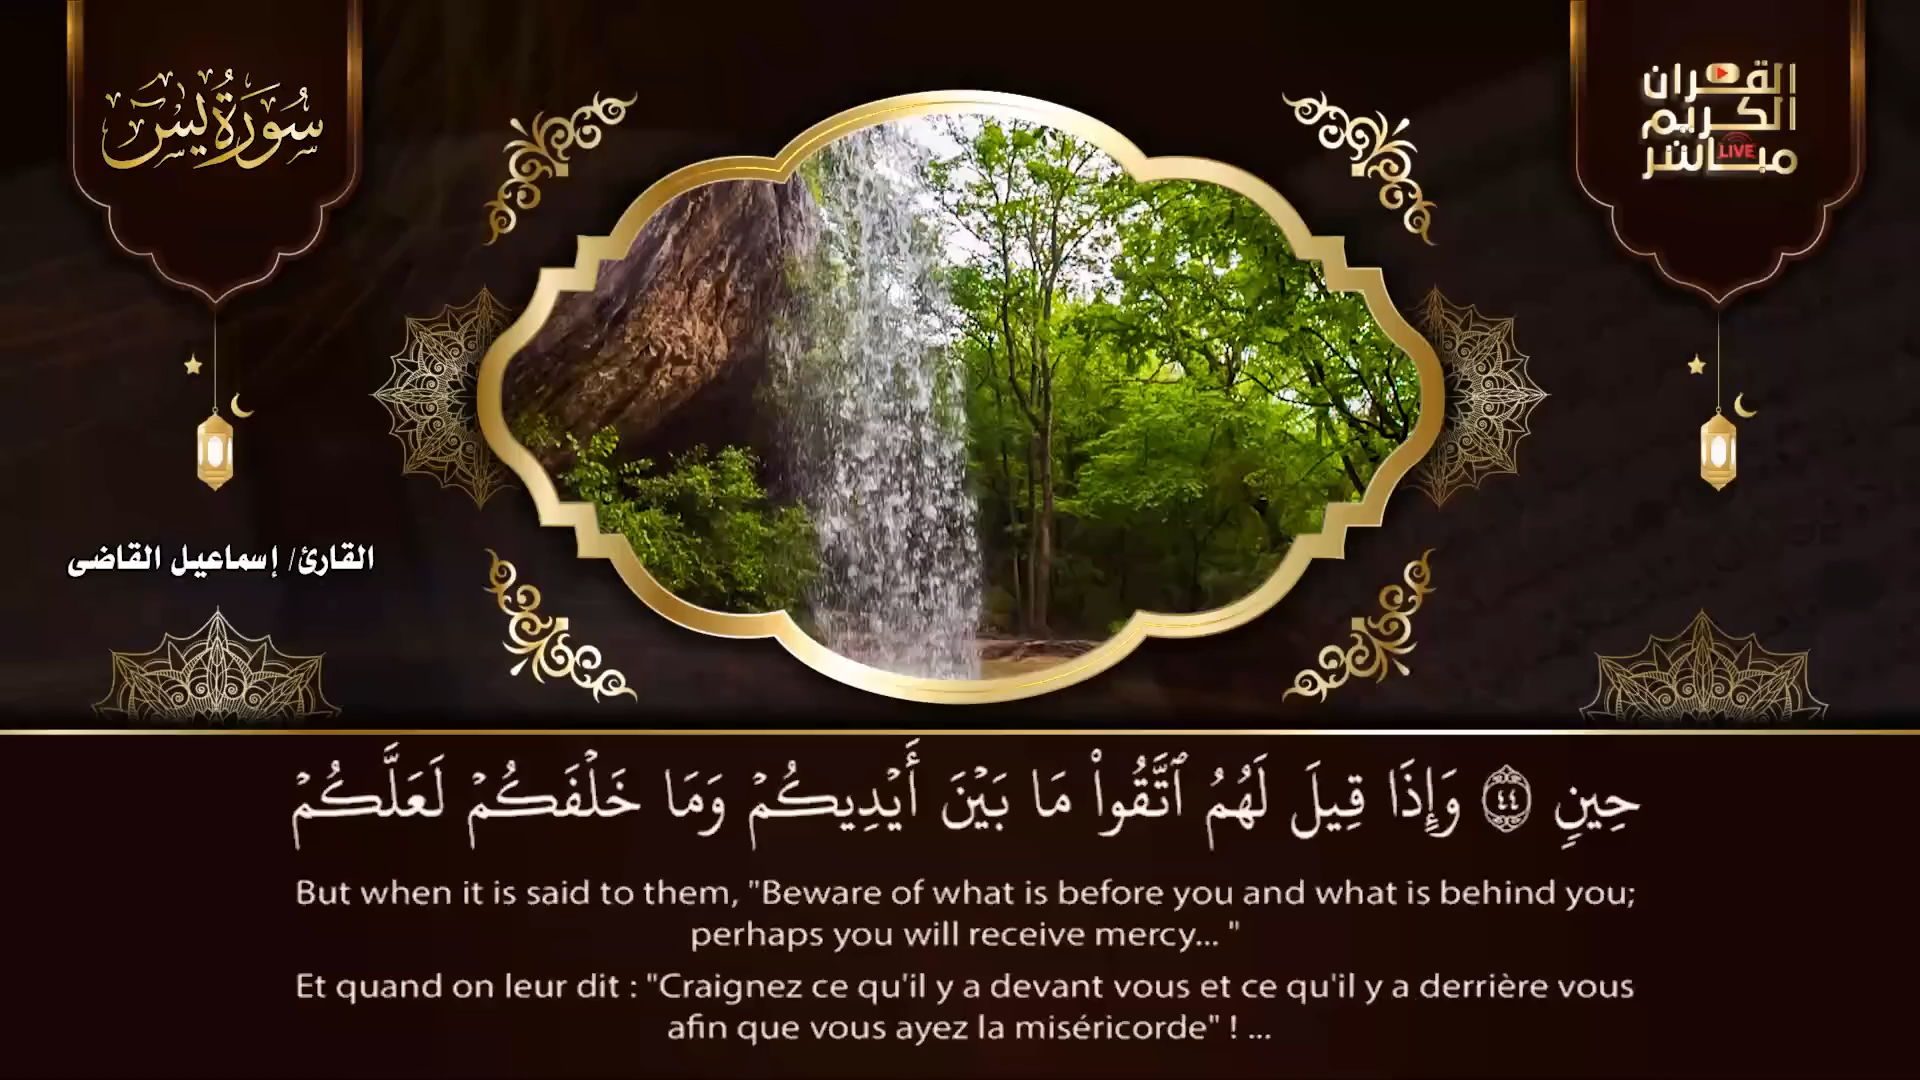 سُورَةُ يسٓ
القرآن
الكريم
مباشر
LIVE
القارئ/ إسماعيل القاضى
حِينٖ ٤٤ وَإِذَا قِيلَ لَهُمُ ٱتَّقُواْ مَا بَيۡنَ أَيۡدِيكُمۡ وَمَا خَلۡفَكُمۡ لَعَلَّكُمۡ
But when it is said to them, "Beware of what is before you and what is behind you;
perhaps you will receive mercy... "
Et quand on leur dit : "Craignez ce qu'il y a devant vous et ce qu'il y a derrière vous
afin que vous ayez la miséricorde" ! ...